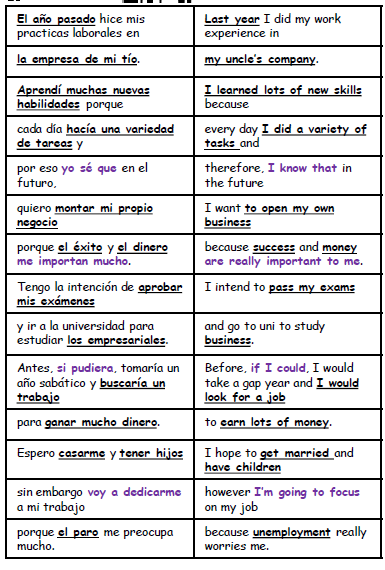 El año pasado hice mis
practicas laborales en
Last year I did my work
experience in
la empresa de mi tío.
my uncle's company.
Aprendí muchas nuevas
habilidades porque
I learned lots of new skills
because
cada día hacía una variedad
de tareas y
every day I did a variety of
tasks and
por eso yo sé que en el
futuro,
therefore, I know that in
the future
quiero montar mi propio
negocio
I want to open my own
business
porque el éxito y el dinero
me importan mucho.
because success and money
are really important to me.
Tengo la intención de aprobar
mis exámenes
I intend to pass my exams
y ir a la universidad para
estudiar los empresariales.
and go to uni to study
business.
Antes, si pudiera, tomaría un
año sabático y buscaría un
trabajo
Before, if I could, I would
take a gap year and I would
look for a job
para ganar mucho dinero.
to earn lots of money.
Espero casarme y tener hijos
I hope to get married and
have children
sin embargo voy a dedicarme
a mi trabajo
however I'm going to focus
on my job
porque el paro me preocupa
mucho.
because unemployment really
worries me.